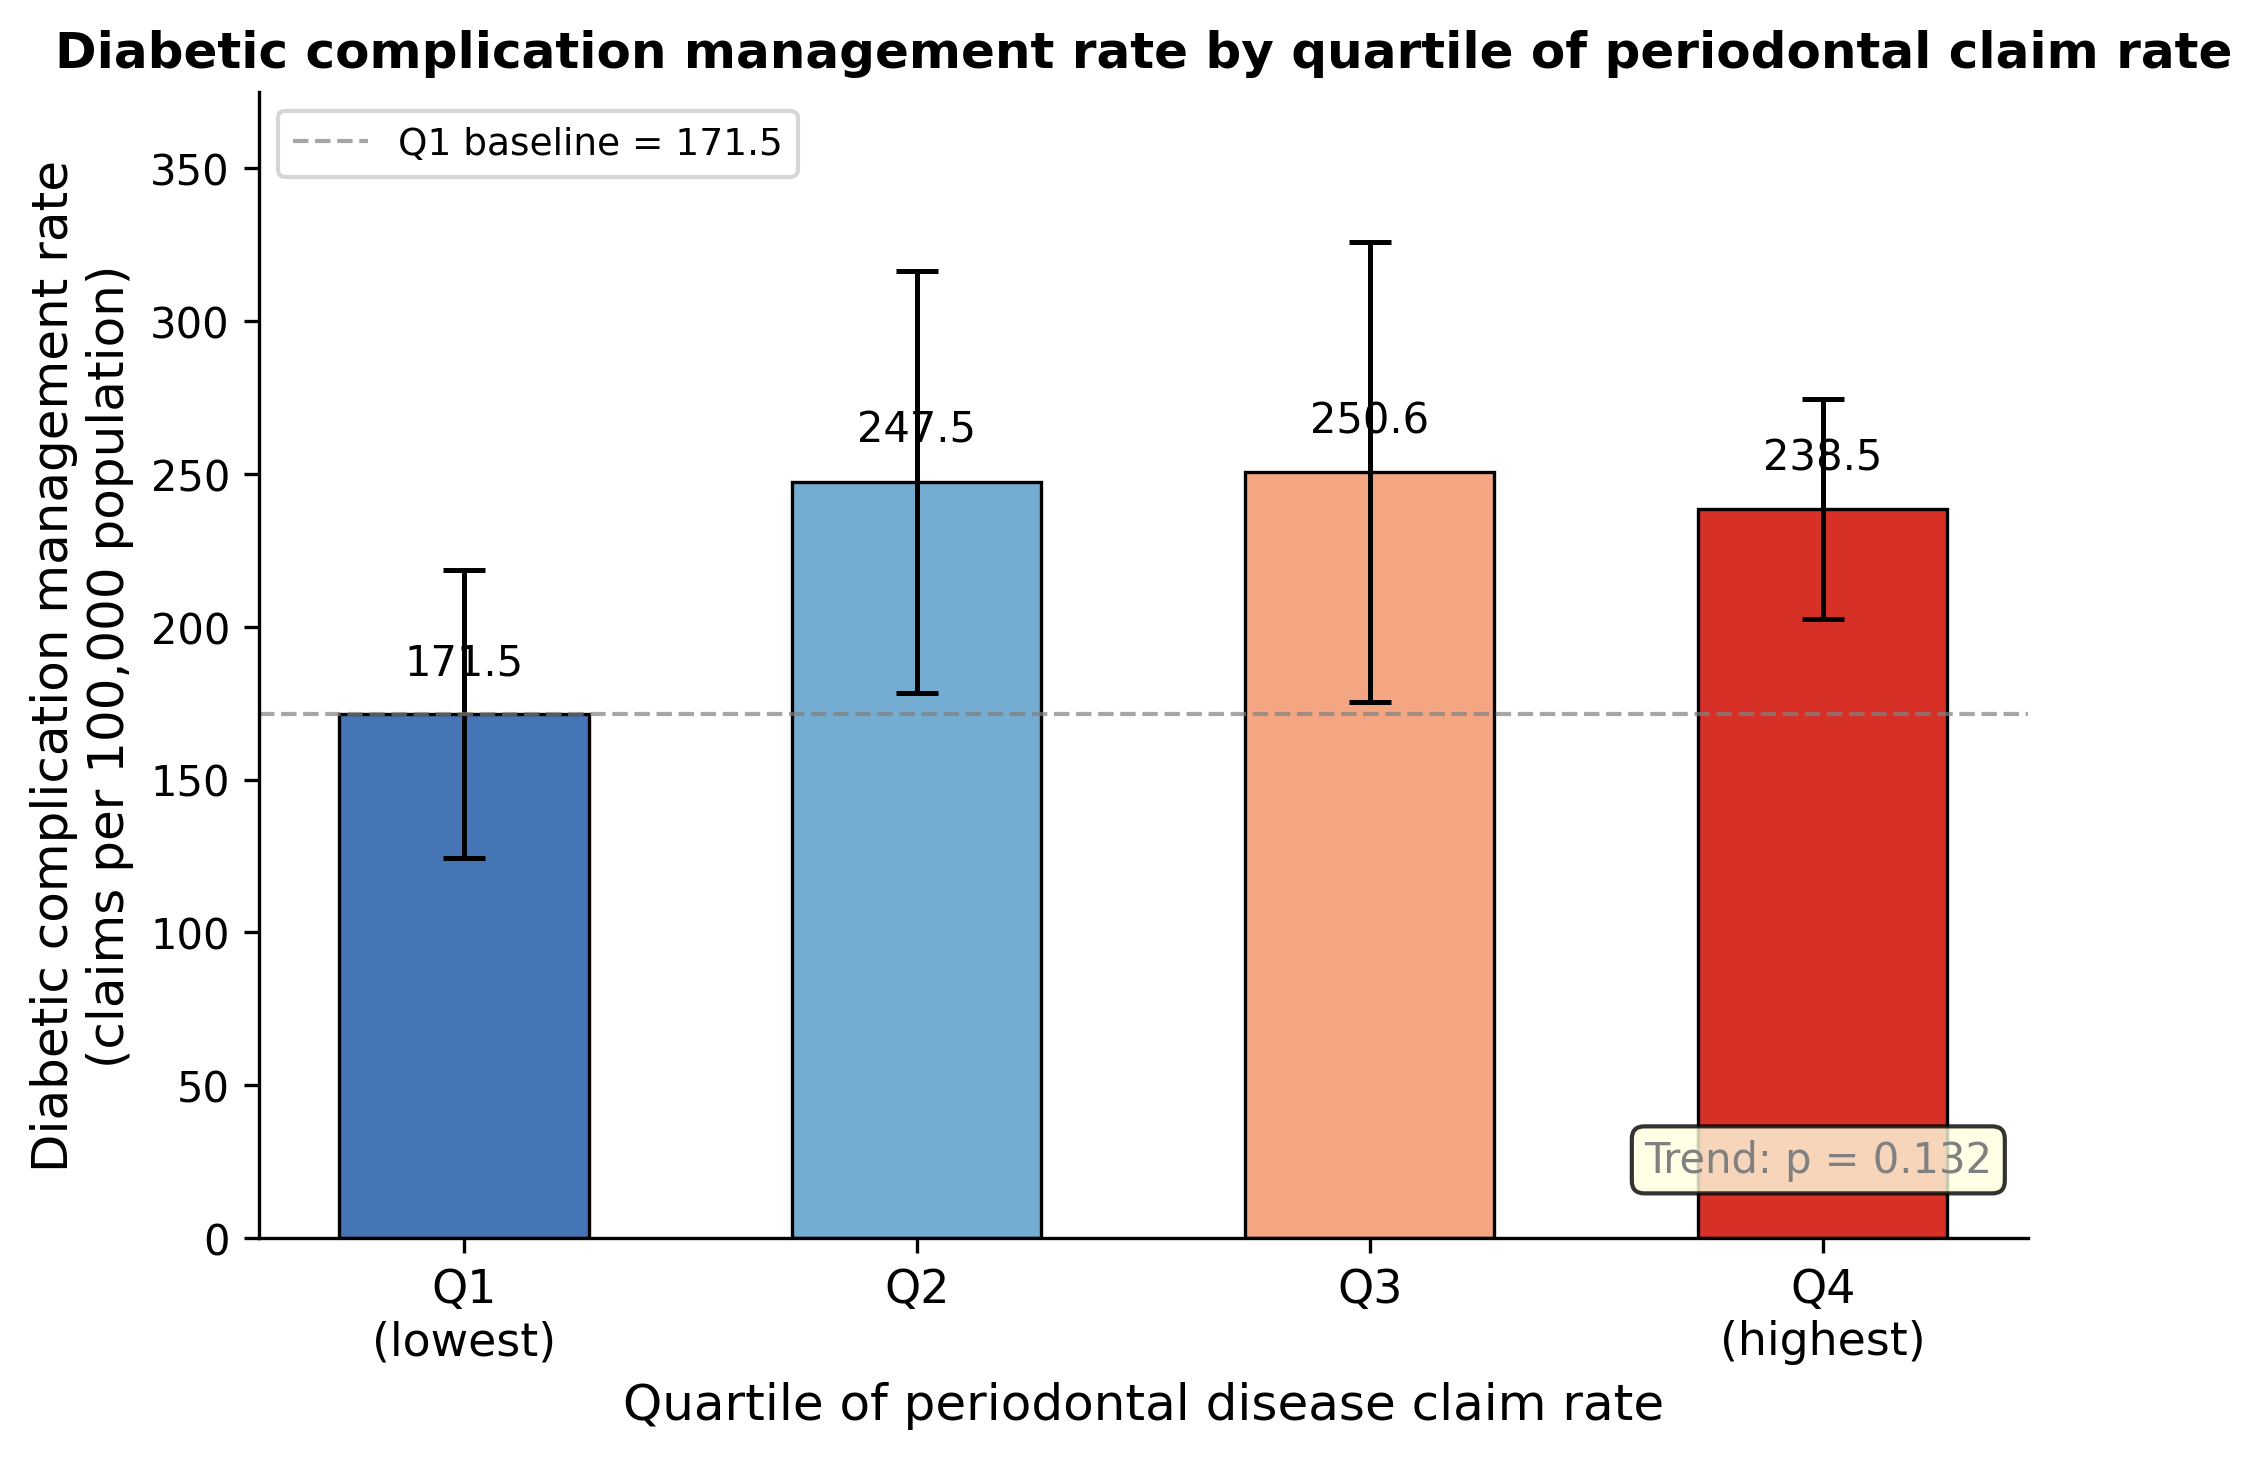 Diabetic complication management rate by quartile of periodontal claim rate
Q1 baseline = 171.5
Diabetic complication management rate
(claims per 100,000 population)
350
300
250
200
150
100
50
0
171.5
247.5
250.6
238.5
Trend: p = 0.132
Q1
(lowest)
Q2
Q3
Q4
(highest)
Quartile of periodontal disease claim rate